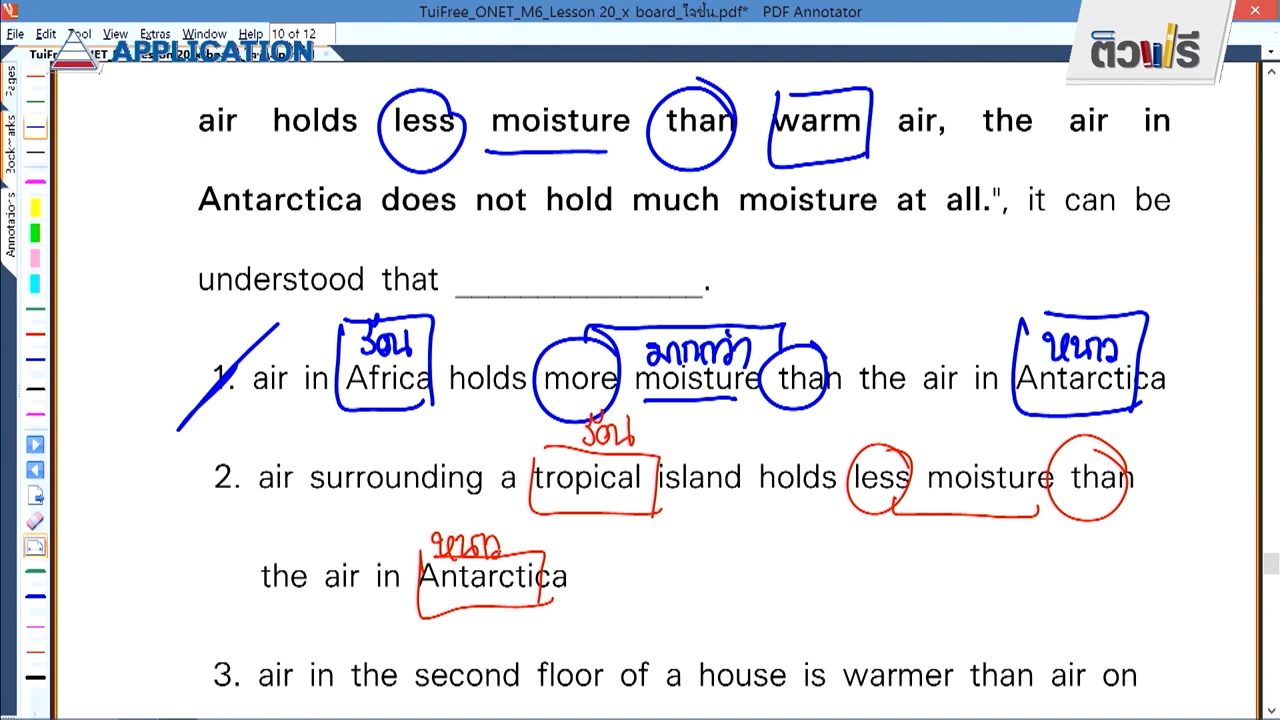 TuiFree_ONET_M6_Lesson 20_x board_ใจชื้น.pdf* PDF Annotator
File Edit Tool View Extras Window Help 10 of 12
APPLICATION
ติวฟรี
Pages
Bookmarks
Annotations
air holds less moisture than warm air, the air in
Antarctica does not hold much moisture at all.", it can be
understood that _______________.
ร้อน มากกว่า หนาว
1. air in Africa holds more moisture than the air in Antarctica
ร้อน
2. air surrounding a tropical island holds less moisture than
หนาว
the air in Antarctica
3. air in the second floor of a house is warmer than air on